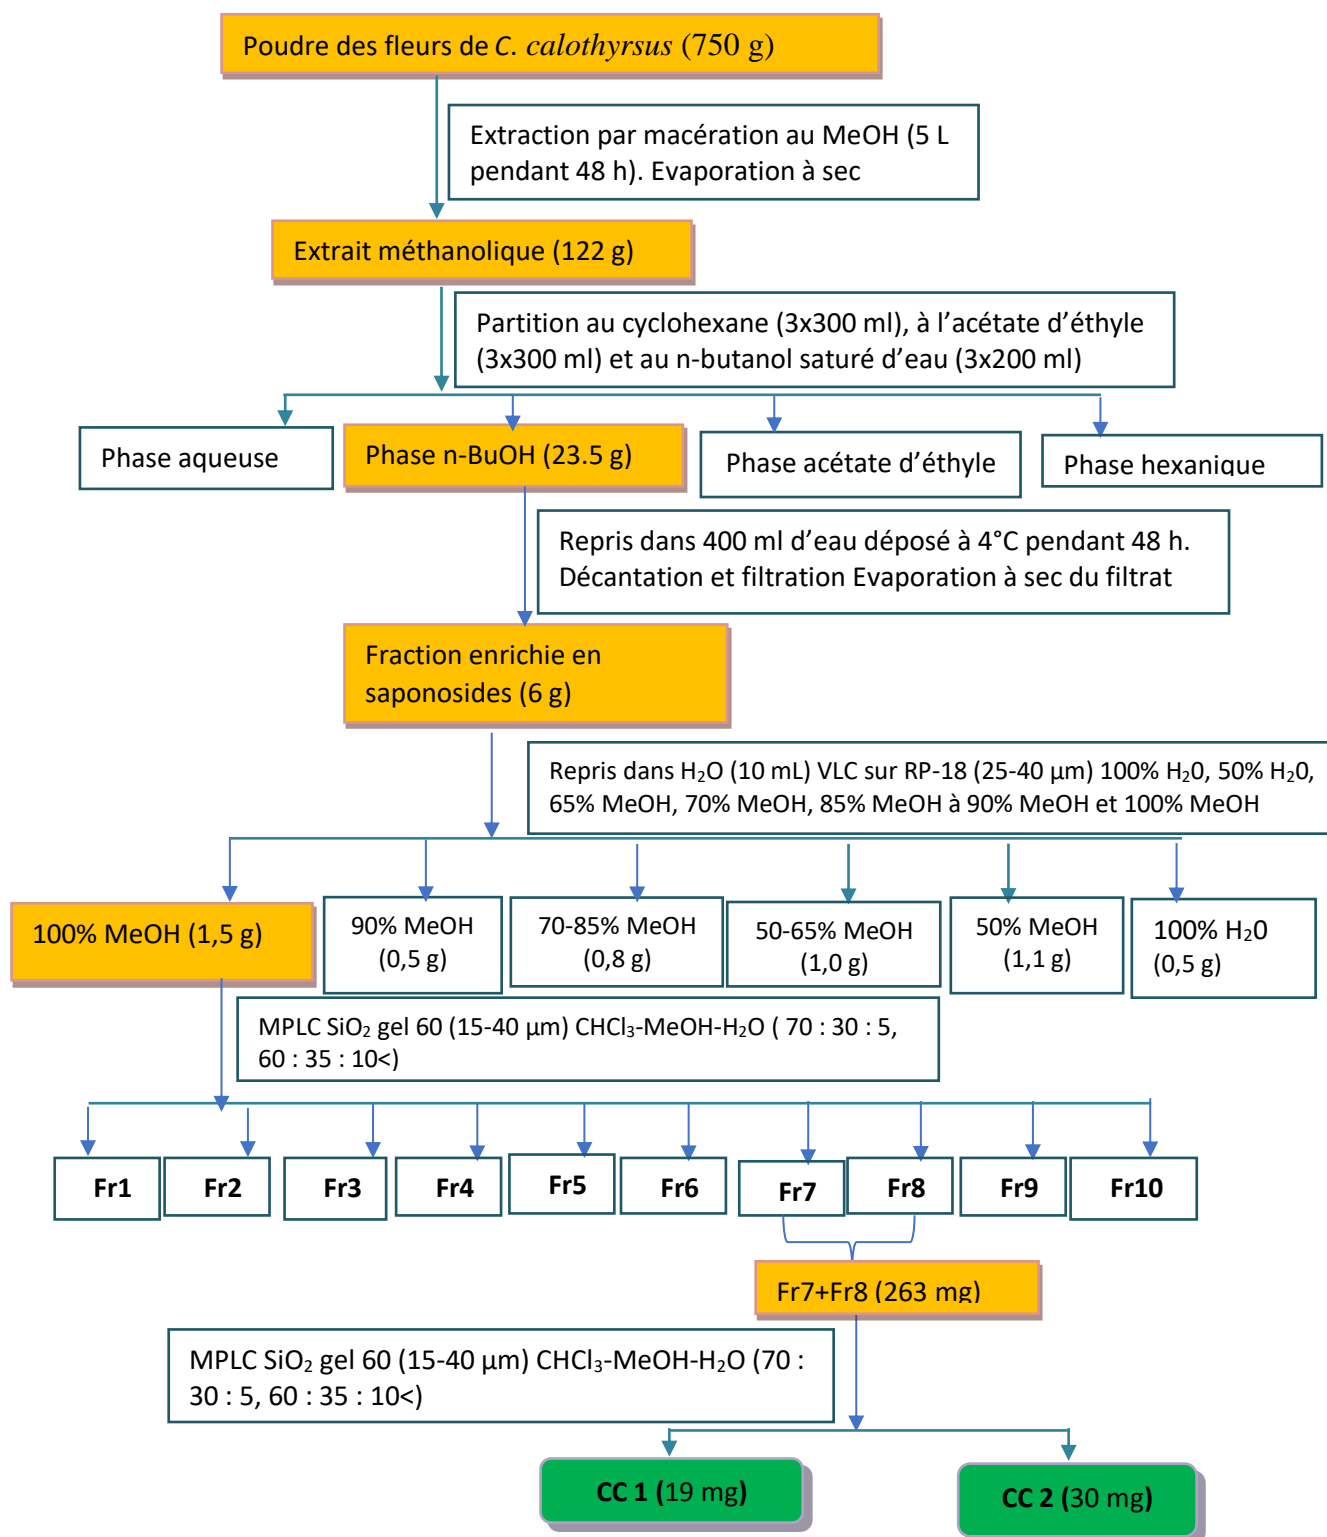 Poudre des fleurs de C. calothyrsus (750 g)
Extraction par macération au MeOH (5 L
pendant 48 h). Evaporation à sec
Extrait méthanolique (122 g)
Partition au cyclohexane (3x300 ml), à l’acétate d’éthyle
(3x300 ml) et au n-butanol saturé d’eau (3x200 ml)
Phase aqueuse
Phase n-BuOH (23.5 g)
Phase acétate d’éthyle
Phase hexanique
Repris dans 400 ml d’eau déposé à 4°C pendant 48 h.
Décantation et filtration Evaporation à sec du filtrat
Fraction enrichie en
saponosides (6 g)
Repris dans H₂O (10 mL) VLC sur RP-18 (25-40 µm) 100% H₂0, 50% H₂0,
65% MeOH, 70% MeOH, 85% MeOH à 90% MeOH et 100% MeOH
100% MeOH (1,5 g)
90% MeOH
(0,5 g)
70-85% MeOH
(0,8 g)
50-65% MeOH
(1,0 g)
50% MeOH
(1,1 g)
100% H₂0
(0,5 g)
MPLC SiO₂ gel 60 (15-40 µm) CHCl₃-MeOH-H₂O ( 70 : 30 : 5,
60 : 35 : 10<)
Fr1
Fr2
Fr3
Fr4
Fr5
Fr6
Fr7
Fr8
Fr9
Fr10
Fr7+Fr8 (263 mg)
MPLC SiO₂ gel 60 (15-40 µm) CHCl₃-MeOH-H₂O (70 :
30 : 5, 60 : 35 : 10<)
CC 1 (19 mg)
CC 2 (30 mg)